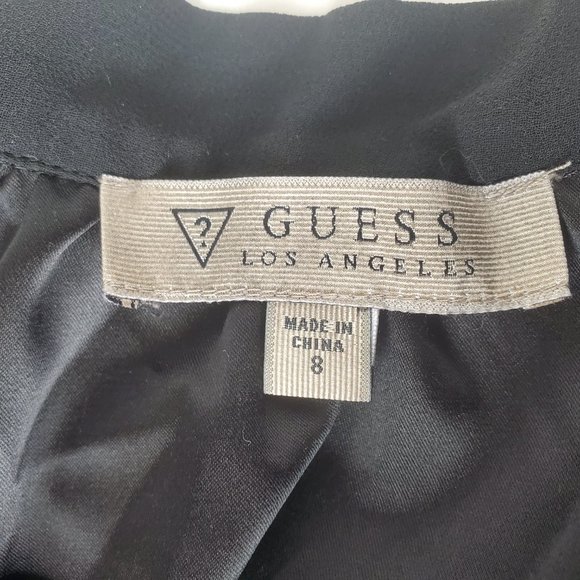 ?
GUESS
LOS ANGELES
MADE IN
CHINA
8